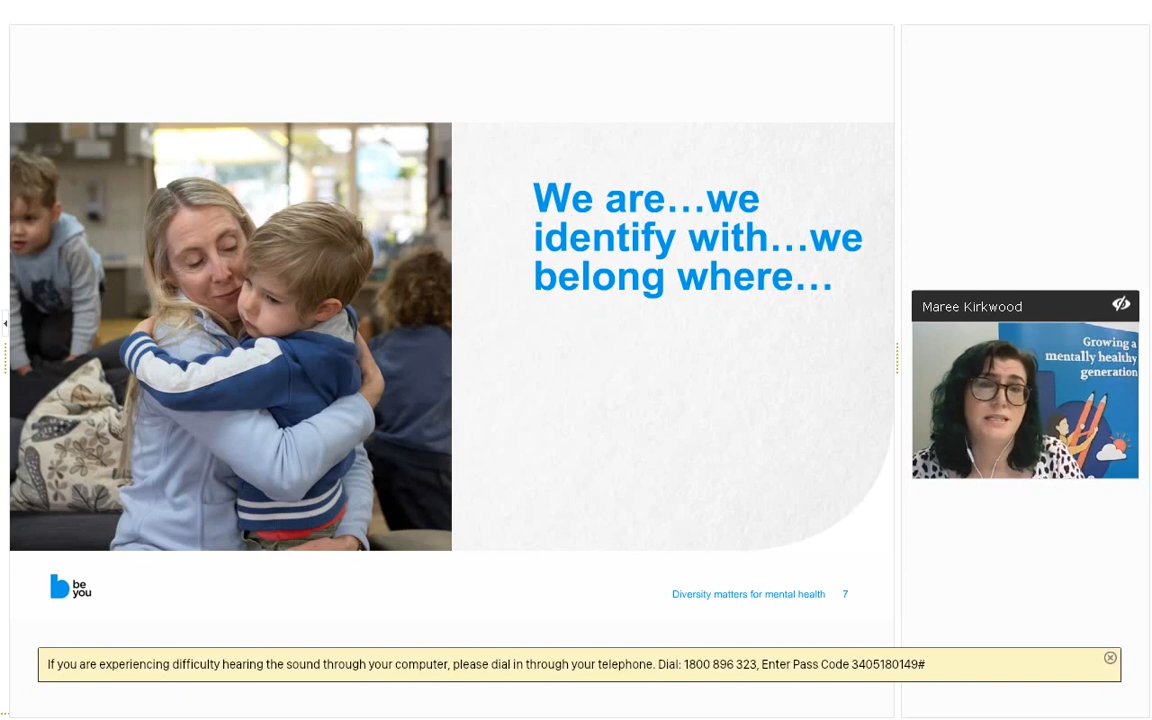 We are…we
identify with…we
belong where…
Maree Kirkwood
Growing a
mentally healthy
generation
be
you
Diversity matters for mental health 7
If you are experiencing difficulty hearing the sound through your computer, please dial in through your telephone. Dial: 1800 896 323, Enter Pass Code 3405180149#